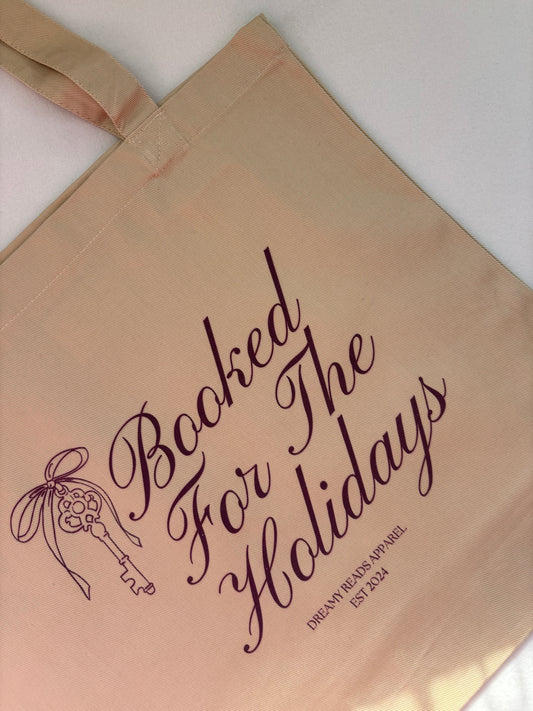 Booked
For The
Holidays
DREAMY READS APPAREL
EST 2024